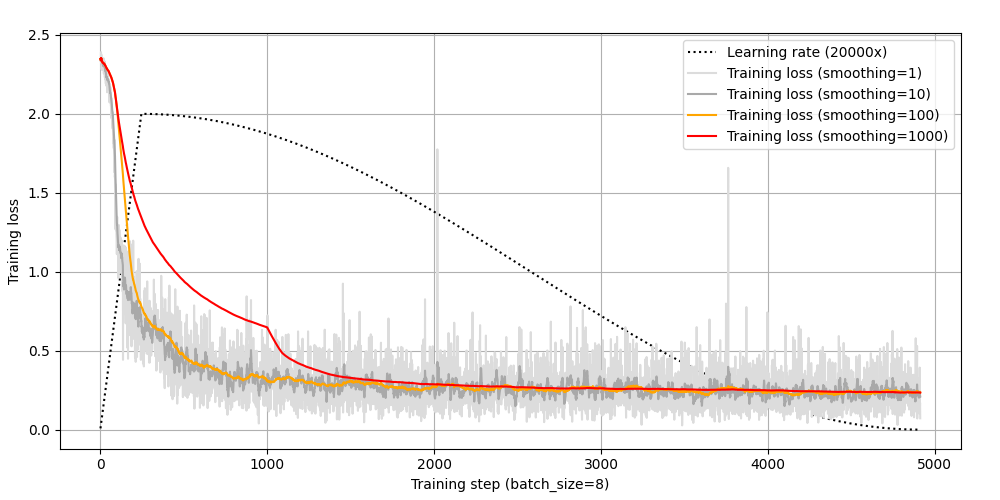 2.5
2.0
1.5
1.0
0.5
0.0
Training loss
Learning rate (20000x)
Training loss (smoothing=1)
Training loss (smoothing=10)
Training loss (smoothing=100)
Training loss (smoothing=1000)
0 1000 2000 3000 4000 5000
Training step (batch_size=8)